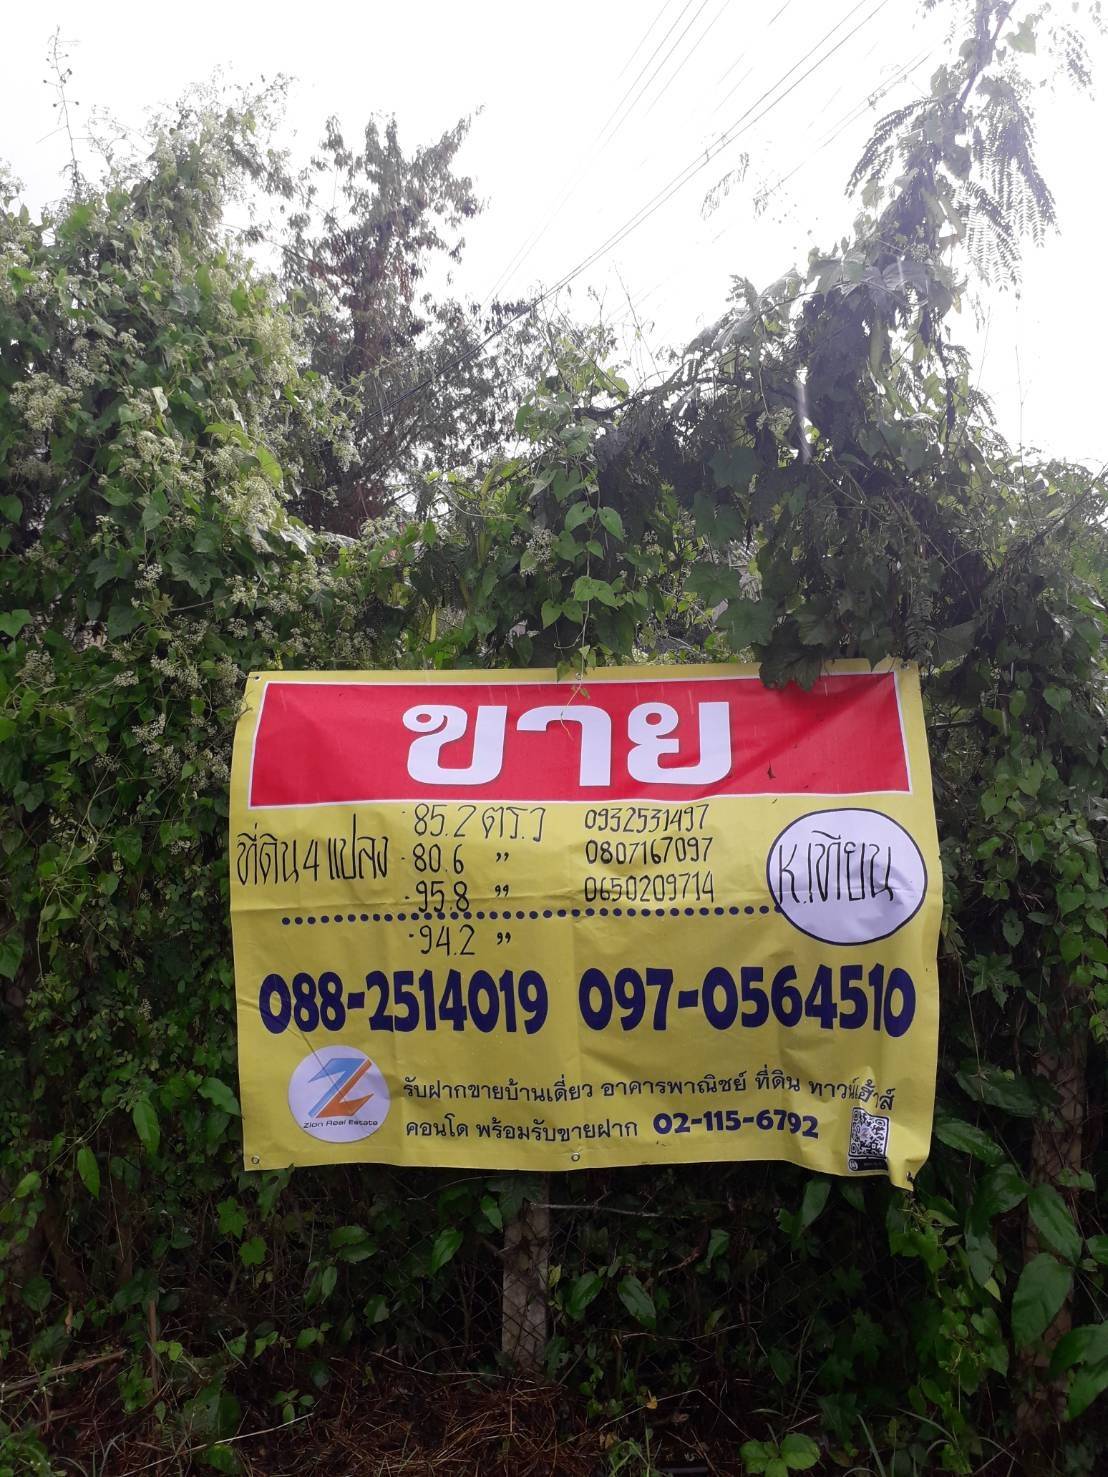 ขาย
ที่ดิน 4 แปลง
- 85.2 ตร.ว
- 80.6 "
- 95.8 "
- 94.2 "
0932531497
0807167097
0650209714
K.เทียน
088-2514019 097-0564510
Zion Real Estate
รับฝากขายบ้านเดี่ยว อาคารพาณิชย์ ที่ดิน ทาวน์เฮ้าส์
คอนโด พร้อมรับขายฝาก 02-115-6792